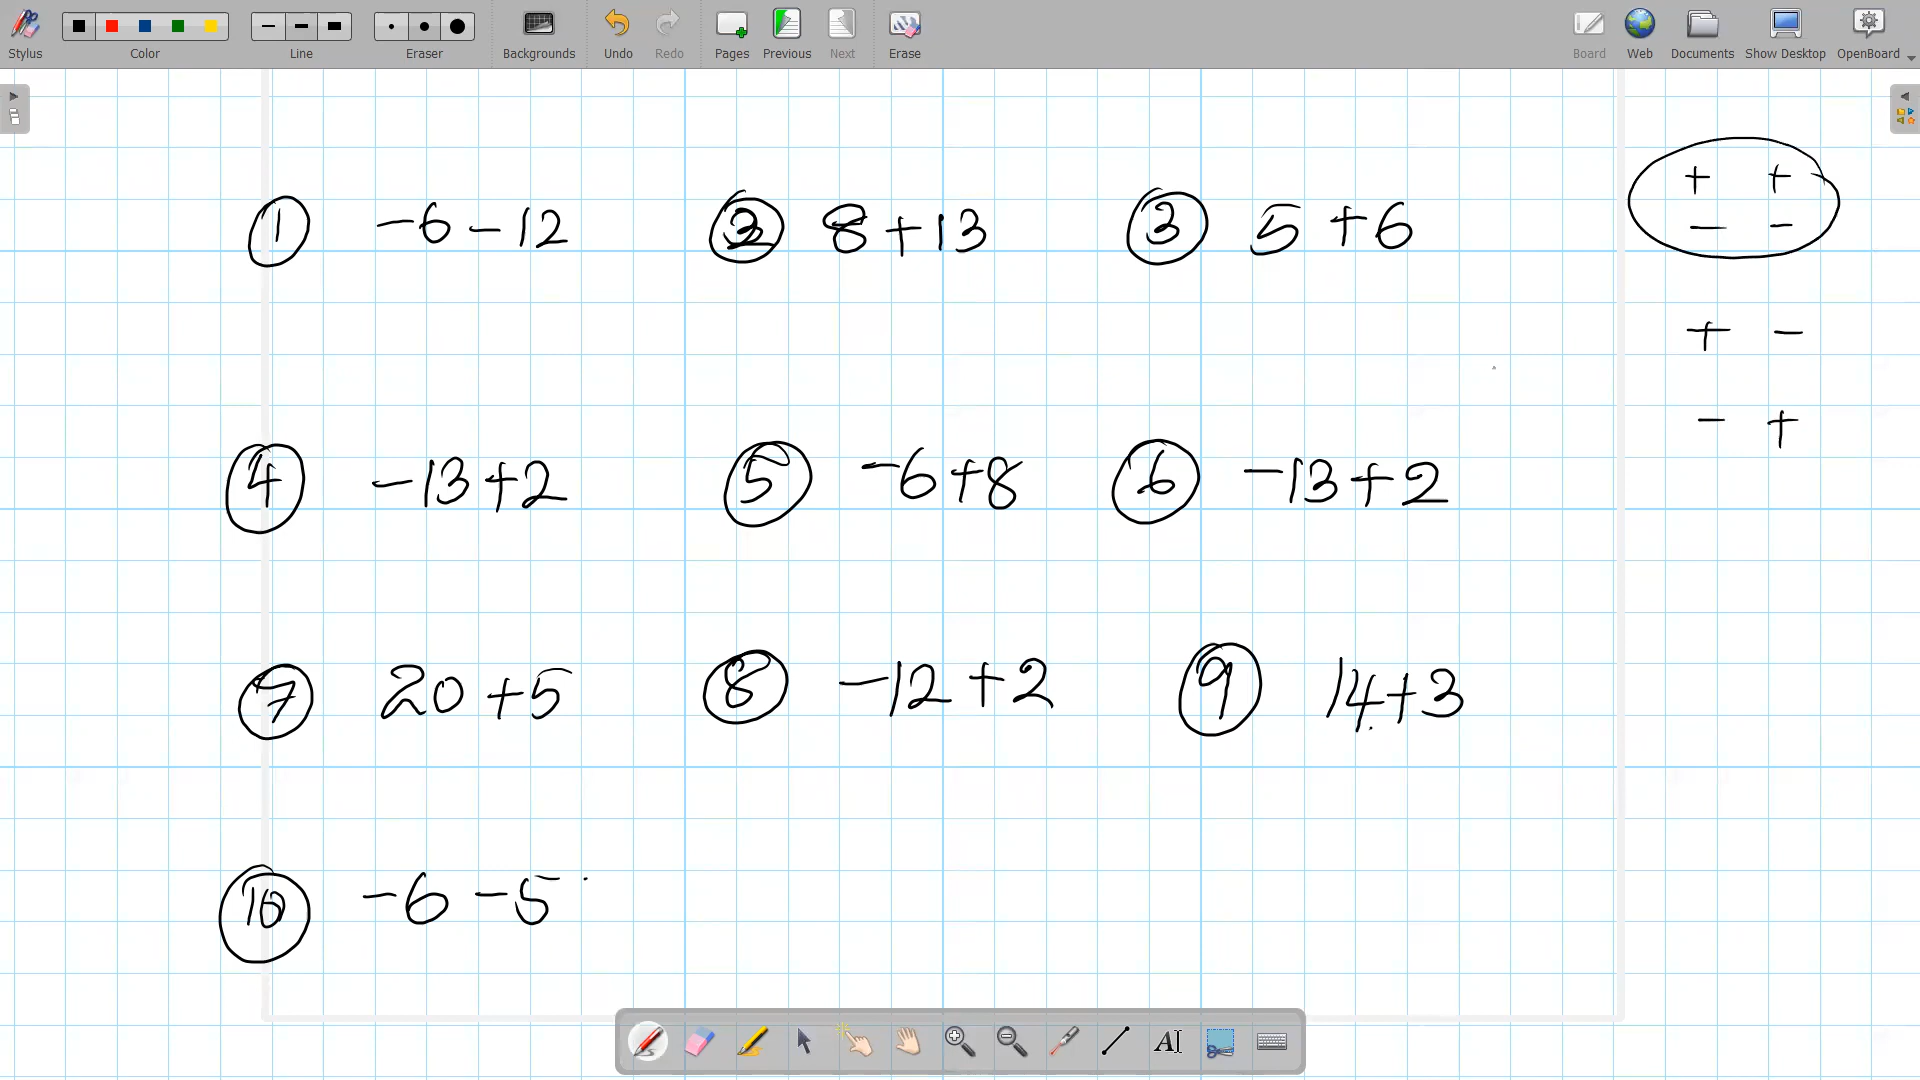 Stylus Color Line Eraser Backgrounds Undo Redo Pages Previous Next Erase Board Web Documents Show Desktop OpenBoard
+ +
- -
① -6-12 ② 8+13 ③ 5+6
+ -
- +
④ -13+2 ⑤ -6+8 ⑥ -13+2
⑦ 20+5 ⑧ -12+2 ⑨ 14+3
⑩ -6-5